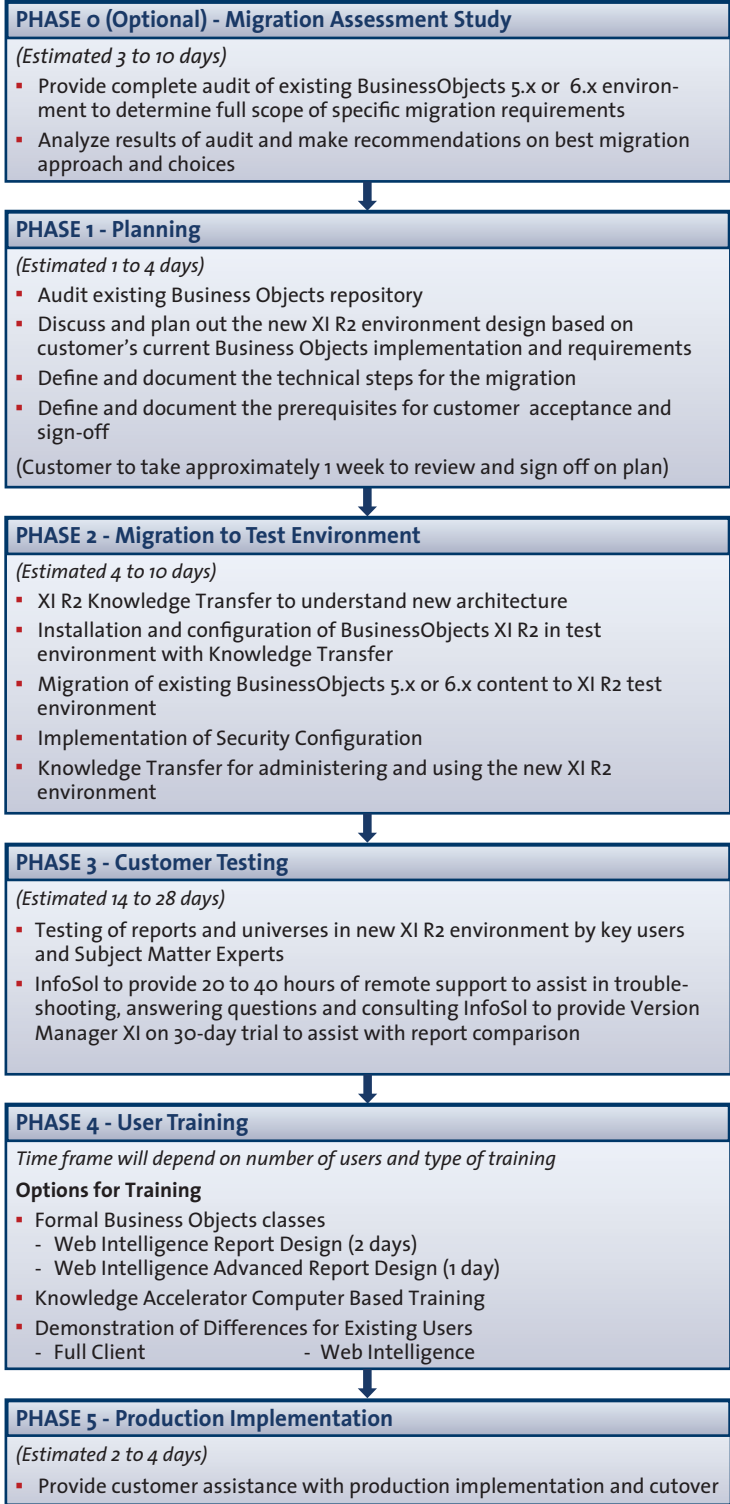 PHASE 0 (Optional) - Migration Assessment Study
(Estimated 3 to 10 days)
▪ Provide complete audit of existing BusinessObjects 5.x or 6.x environ-
ment to determine full scope of specific migration requirements
▪ Analyze results of audit and make recommendations on best migration
approach and choices
PHASE 1 - Planning
(Estimated 1 to 4 days)
▪ Audit existing Business Objects repository
▪ Discuss and plan out the new XI R2 environment design based on
customer's current Business Objects implementation and requirements
▪ Define and document the technical steps for the migration
▪ Define and document the prerequisites for customer acceptance and
sign-off
(Customer to take approximately 1 week to review and sign off on plan)
PHASE 2 - Migration to Test Environment
(Estimated 4 to 10 days)
▪ XI R2 Knowledge Transfer to understand new architecture
▪ Installation and configuration of BusinessObjects XI R2 in test
environment with Knowledge Transfer
▪ Migration of existing BusinessObjects 5.x or 6.x content to XI R2 test
environment
▪ Implementation of Security Configuration
▪ Knowledge Transfer for administering and using the new XI R2
environment
PHASE 3 - Customer Testing
(Estimated 14 to 28 days)
▪ Testing of reports and universes in new XI R2 environment by key users
and Subject Matter Experts
▪ InfoSol to provide 20 to 40 hours of remote support to assist in trouble-
shooting, answering questions and consulting InfoSol to provide Version
Manager XI on 30-day trial to assist with report comparison
PHASE 4 - User Training
Time frame will depend on number of users and type of training
Options for Training
▪ Formal Business Objects classes
- Web Intelligence Report Design (2 days)
- Web Intelligence Advanced Report Design (1 day)
▪ Knowledge Accelerator Computer Based Training
▪ Demonstration of Differences for Existing Users
- Full Client - Web Intelligence
PHASE 5 - Production Implementation
(Estimated 2 to 4 days)
▪ Provide customer assistance with production implementation and cutover